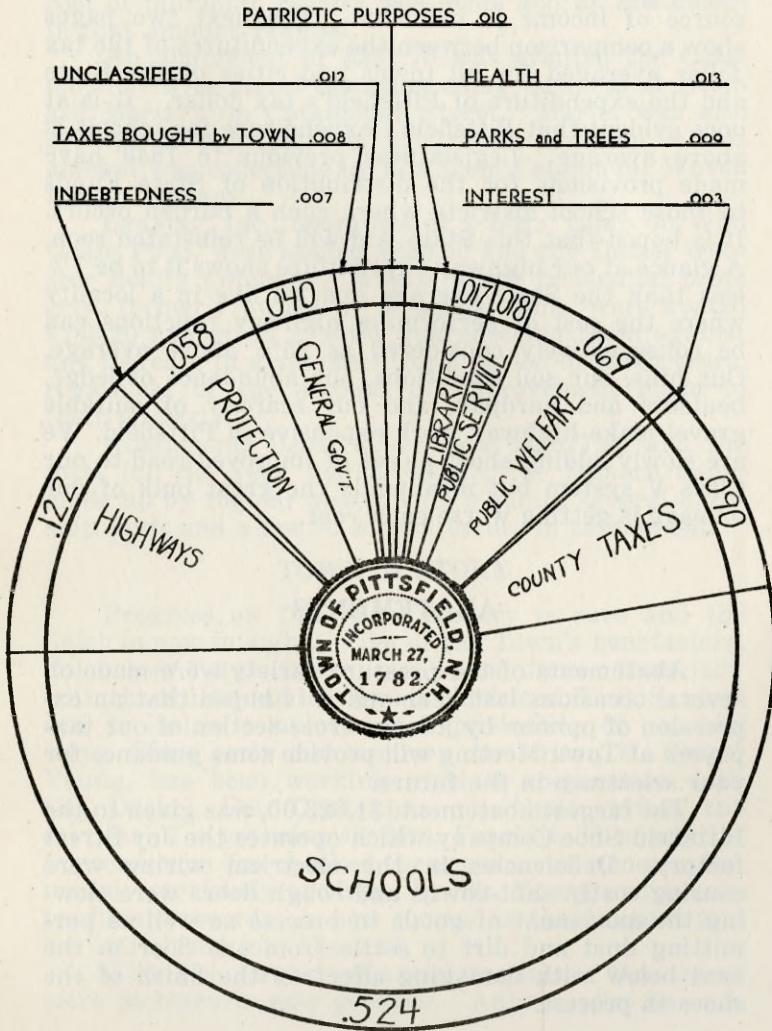 PATRIOTIC PURPOSES .010
UNCLASSIFIED .012
HEALTH .013
TAXES BOUGHT by TOWN .008
PARKS and TREES .009
INDEBTEDNESS .007
INTEREST .003
.122
HIGHWAYS
.058
PROTECTION
.040
GENERAL GOVT.
.017
LIBRARIES
.018
PUBLIC SERVICE
.069
PUBLIC WELFARE
.090
COUNTY TAXES
TOWN OF PITTSFIELD, N.H.
INCORPORATED
MARCH 27,
1782
SCHOOLS
.524